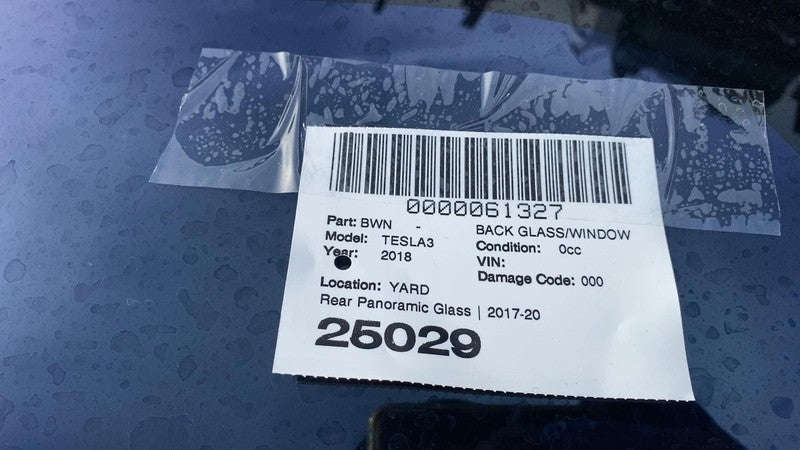 0000061327
Part: BWN - BACK GLASS/WINDOW
Model: TESLA3 Condition: 0cc
Year: 2018 VIN:
Damage Code: 000
Location: YARD
Rear Panoramic Glass | 2017-20
25029